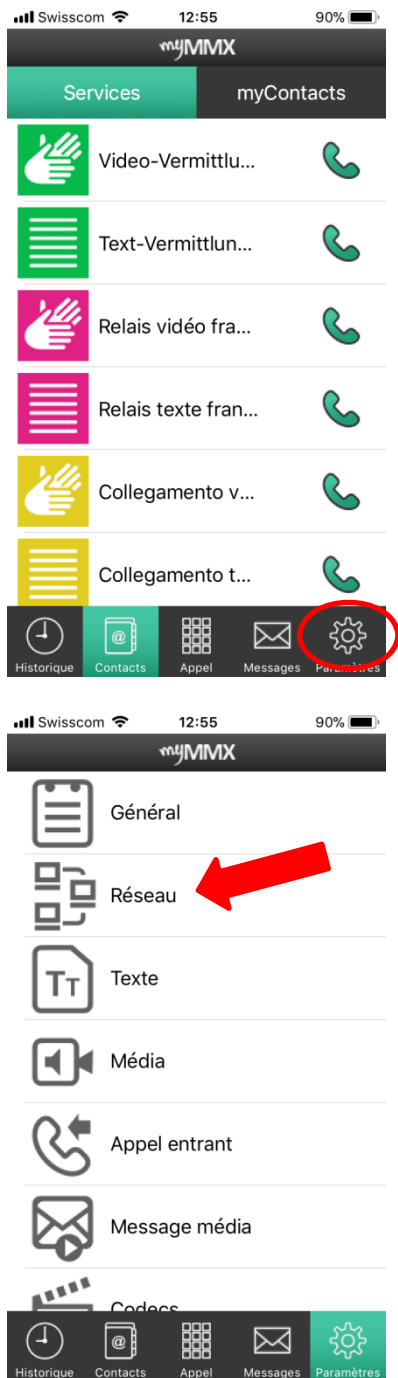 Swisscom 12:55 90%
myMMX
Services myContacts
Video-Vermittlu...
Text-Vermittlun...
Relais vidéo fra...
Relais texte fran...
Collegamento v...
Collegamento t...
Historique Contacts Appel Messages Paramètres
Swisscom 12:55 90%
myMMX
Général
Réseau
Texte
Média
Appel entrant
Message média
Codecs
Historique Contacts Appel Messages Paramètres